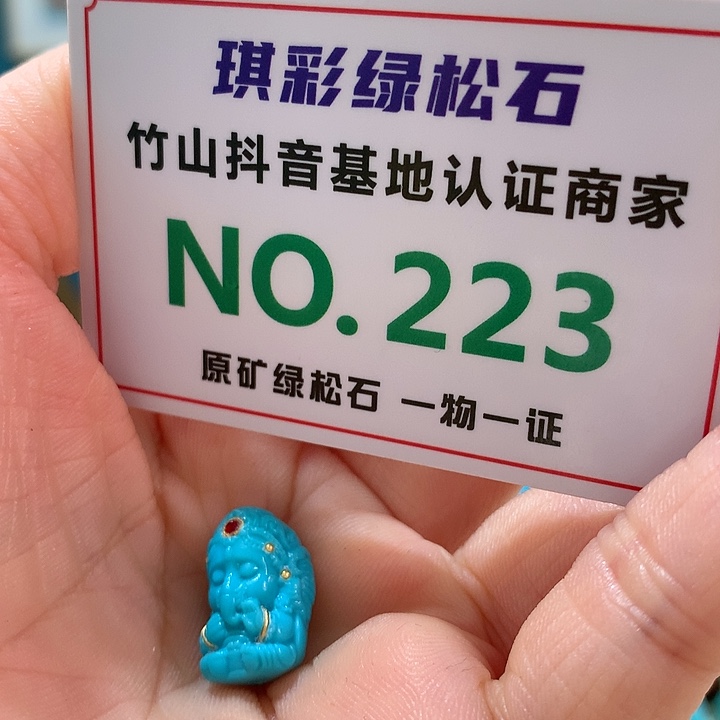 琪彩绿松石
竹山抖音基地认证商家
NO.223
原矿绿松石 一物一证